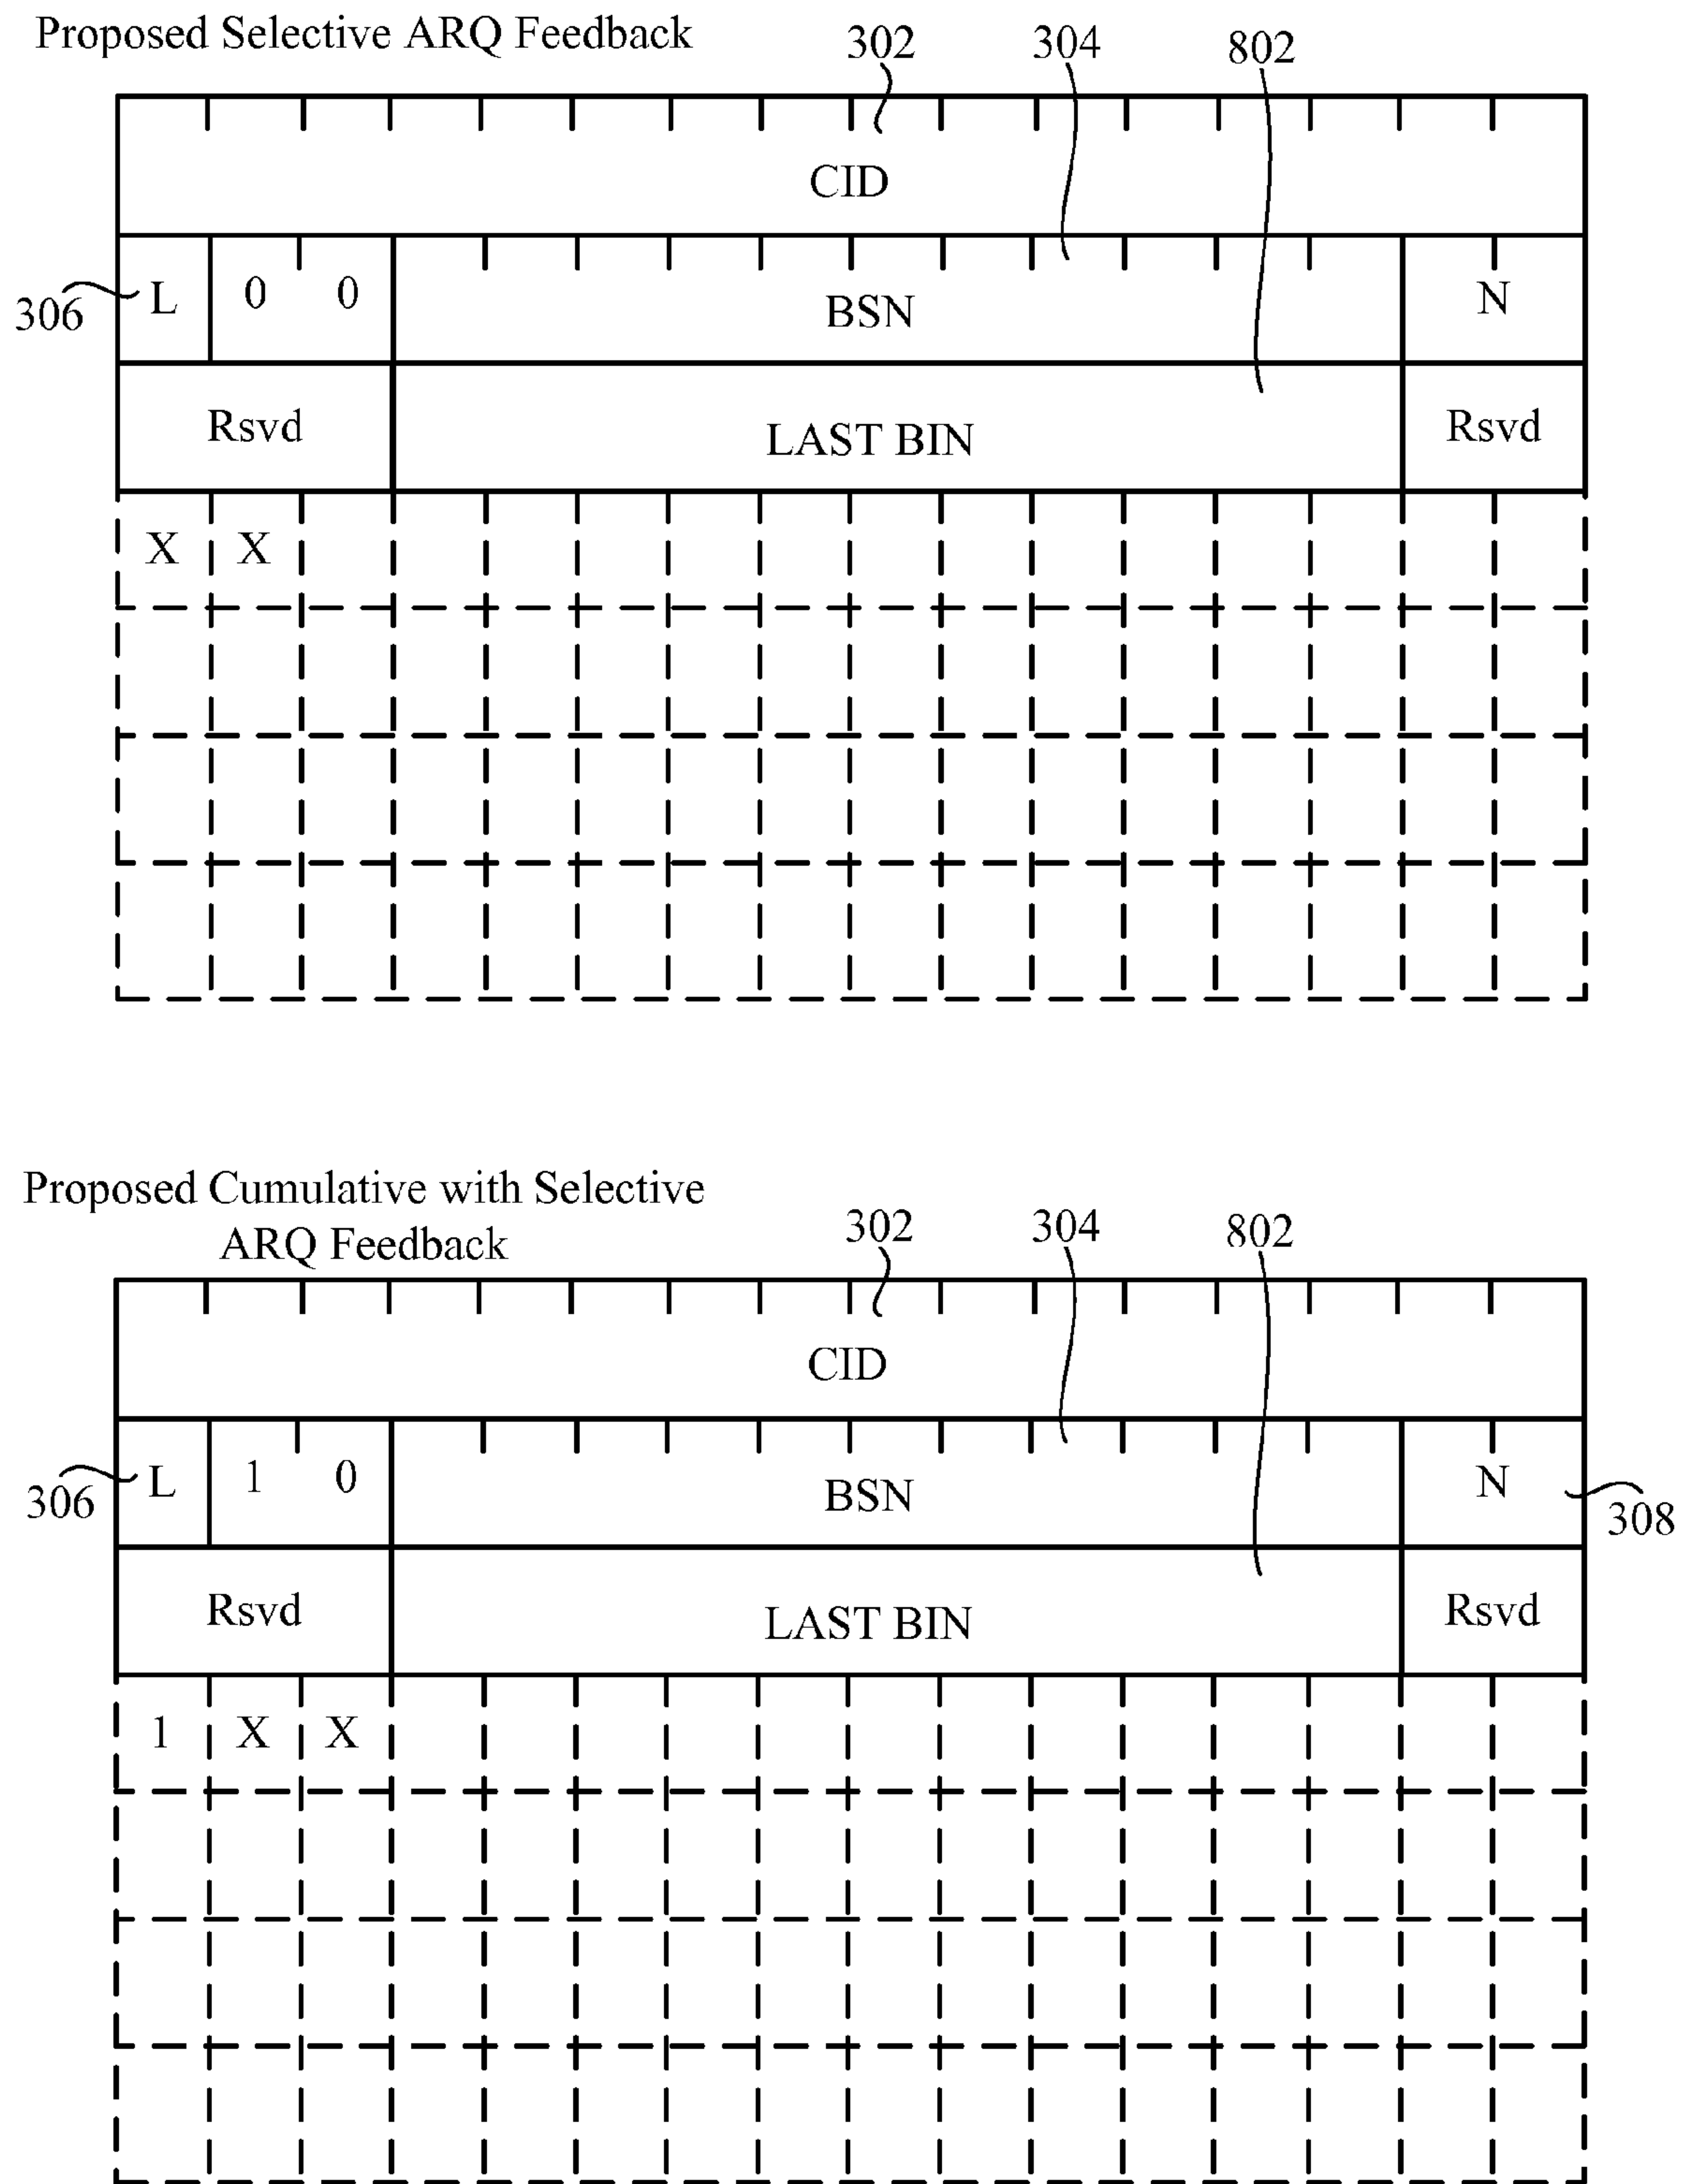 Proposed Selective ARQ Feedback
302 304 802
CID
306 L 0 0 BSN N
Rsvd LAST BIN Rsvd
X X
Proposed Cumulative with Selective
ARQ Feedback
302 304 802
CID
306 L 1 0 BSN N 308
Rsvd LAST BIN Rsvd
1 X X